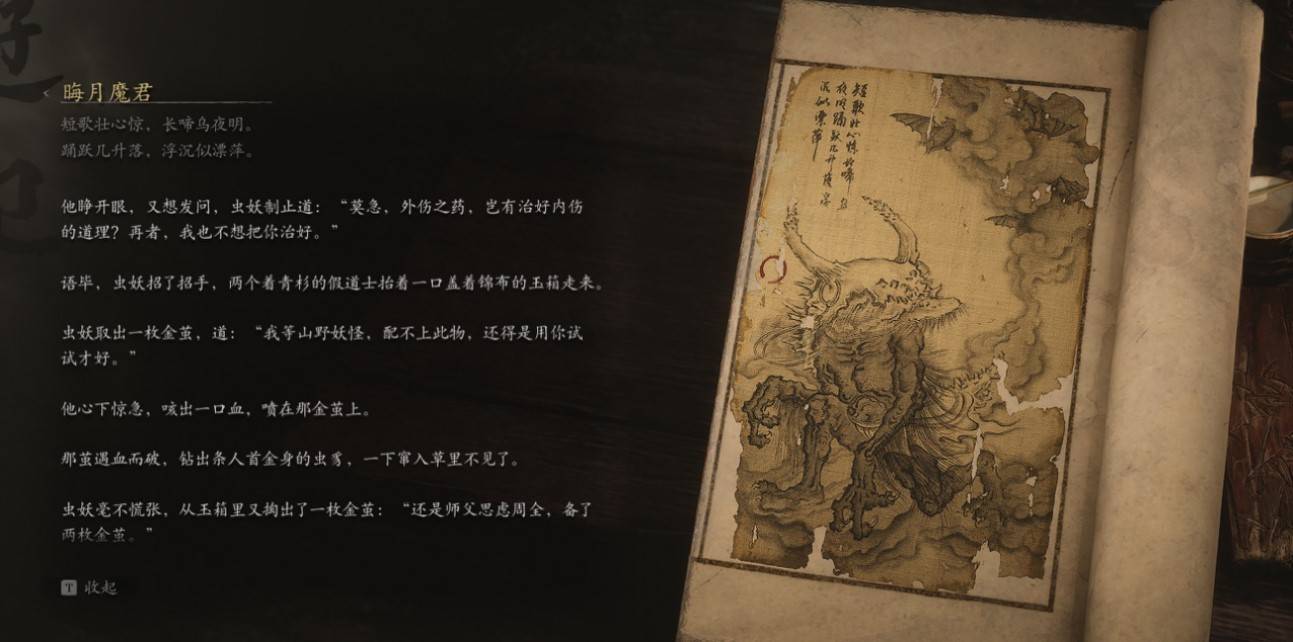 晦月魔君
短歌壮心惊，长啼乌夜明。
踊跃几升落，浮沉似漂萍。
他睁开眼，又想发问，虫妖制止道：“莫急，外伤之药，岂有治好内伤
的道理？再者，我也不想把你治好。”
语毕，虫妖招了招手，两个着青杉的假道士抬着一口盖着锦布的玉箱走来。
虫妖取出一枚金茧，道：“我等山野妖怪，配不上此物，还得是用你试
试才好。”
他心下惊急，咳出一口血，喷在那金茧上。
那茧遇血而破，钻出条人首金身的虫豸，一下窜入草里不见了。
虫妖毫不慌张，从玉箱里又掏出了一枚金茧：“还是师父思虑周全，备了
两枚金茧。”
T 收起
短歌壮心惊长啼乌
夜明踊跃几升落浮
沉似漂萍